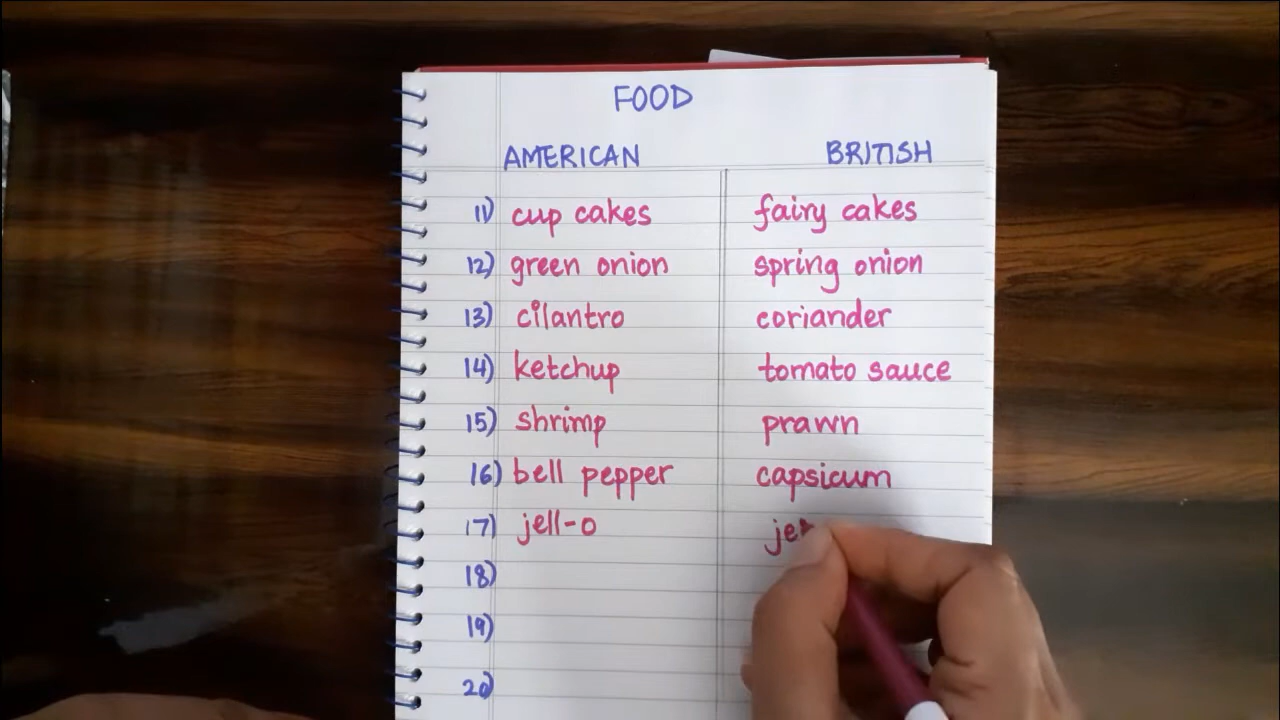 FOOD
AMERICAN BRITISH
11) cup cakes fairy cakes
12) green onion spring onion
13) cilantro coriander
14) ketchup tomato sauce
15) shrimp prawn
16) bell pepper capsicum
17) jell-o
18)
19)
20)